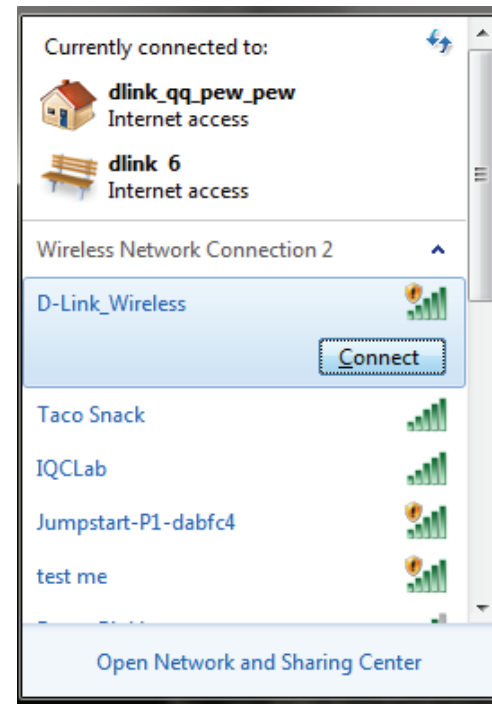 Currently connected to:
dlink_qq_pew_pew
Internet access
dlink 6
Internet access
Wireless Network Connection 2
D-Link_Wireless
Connect
Taco Snack
IQCLab
Jumpstart-P1-dabfc4
test me
Open Network and Sharing Center